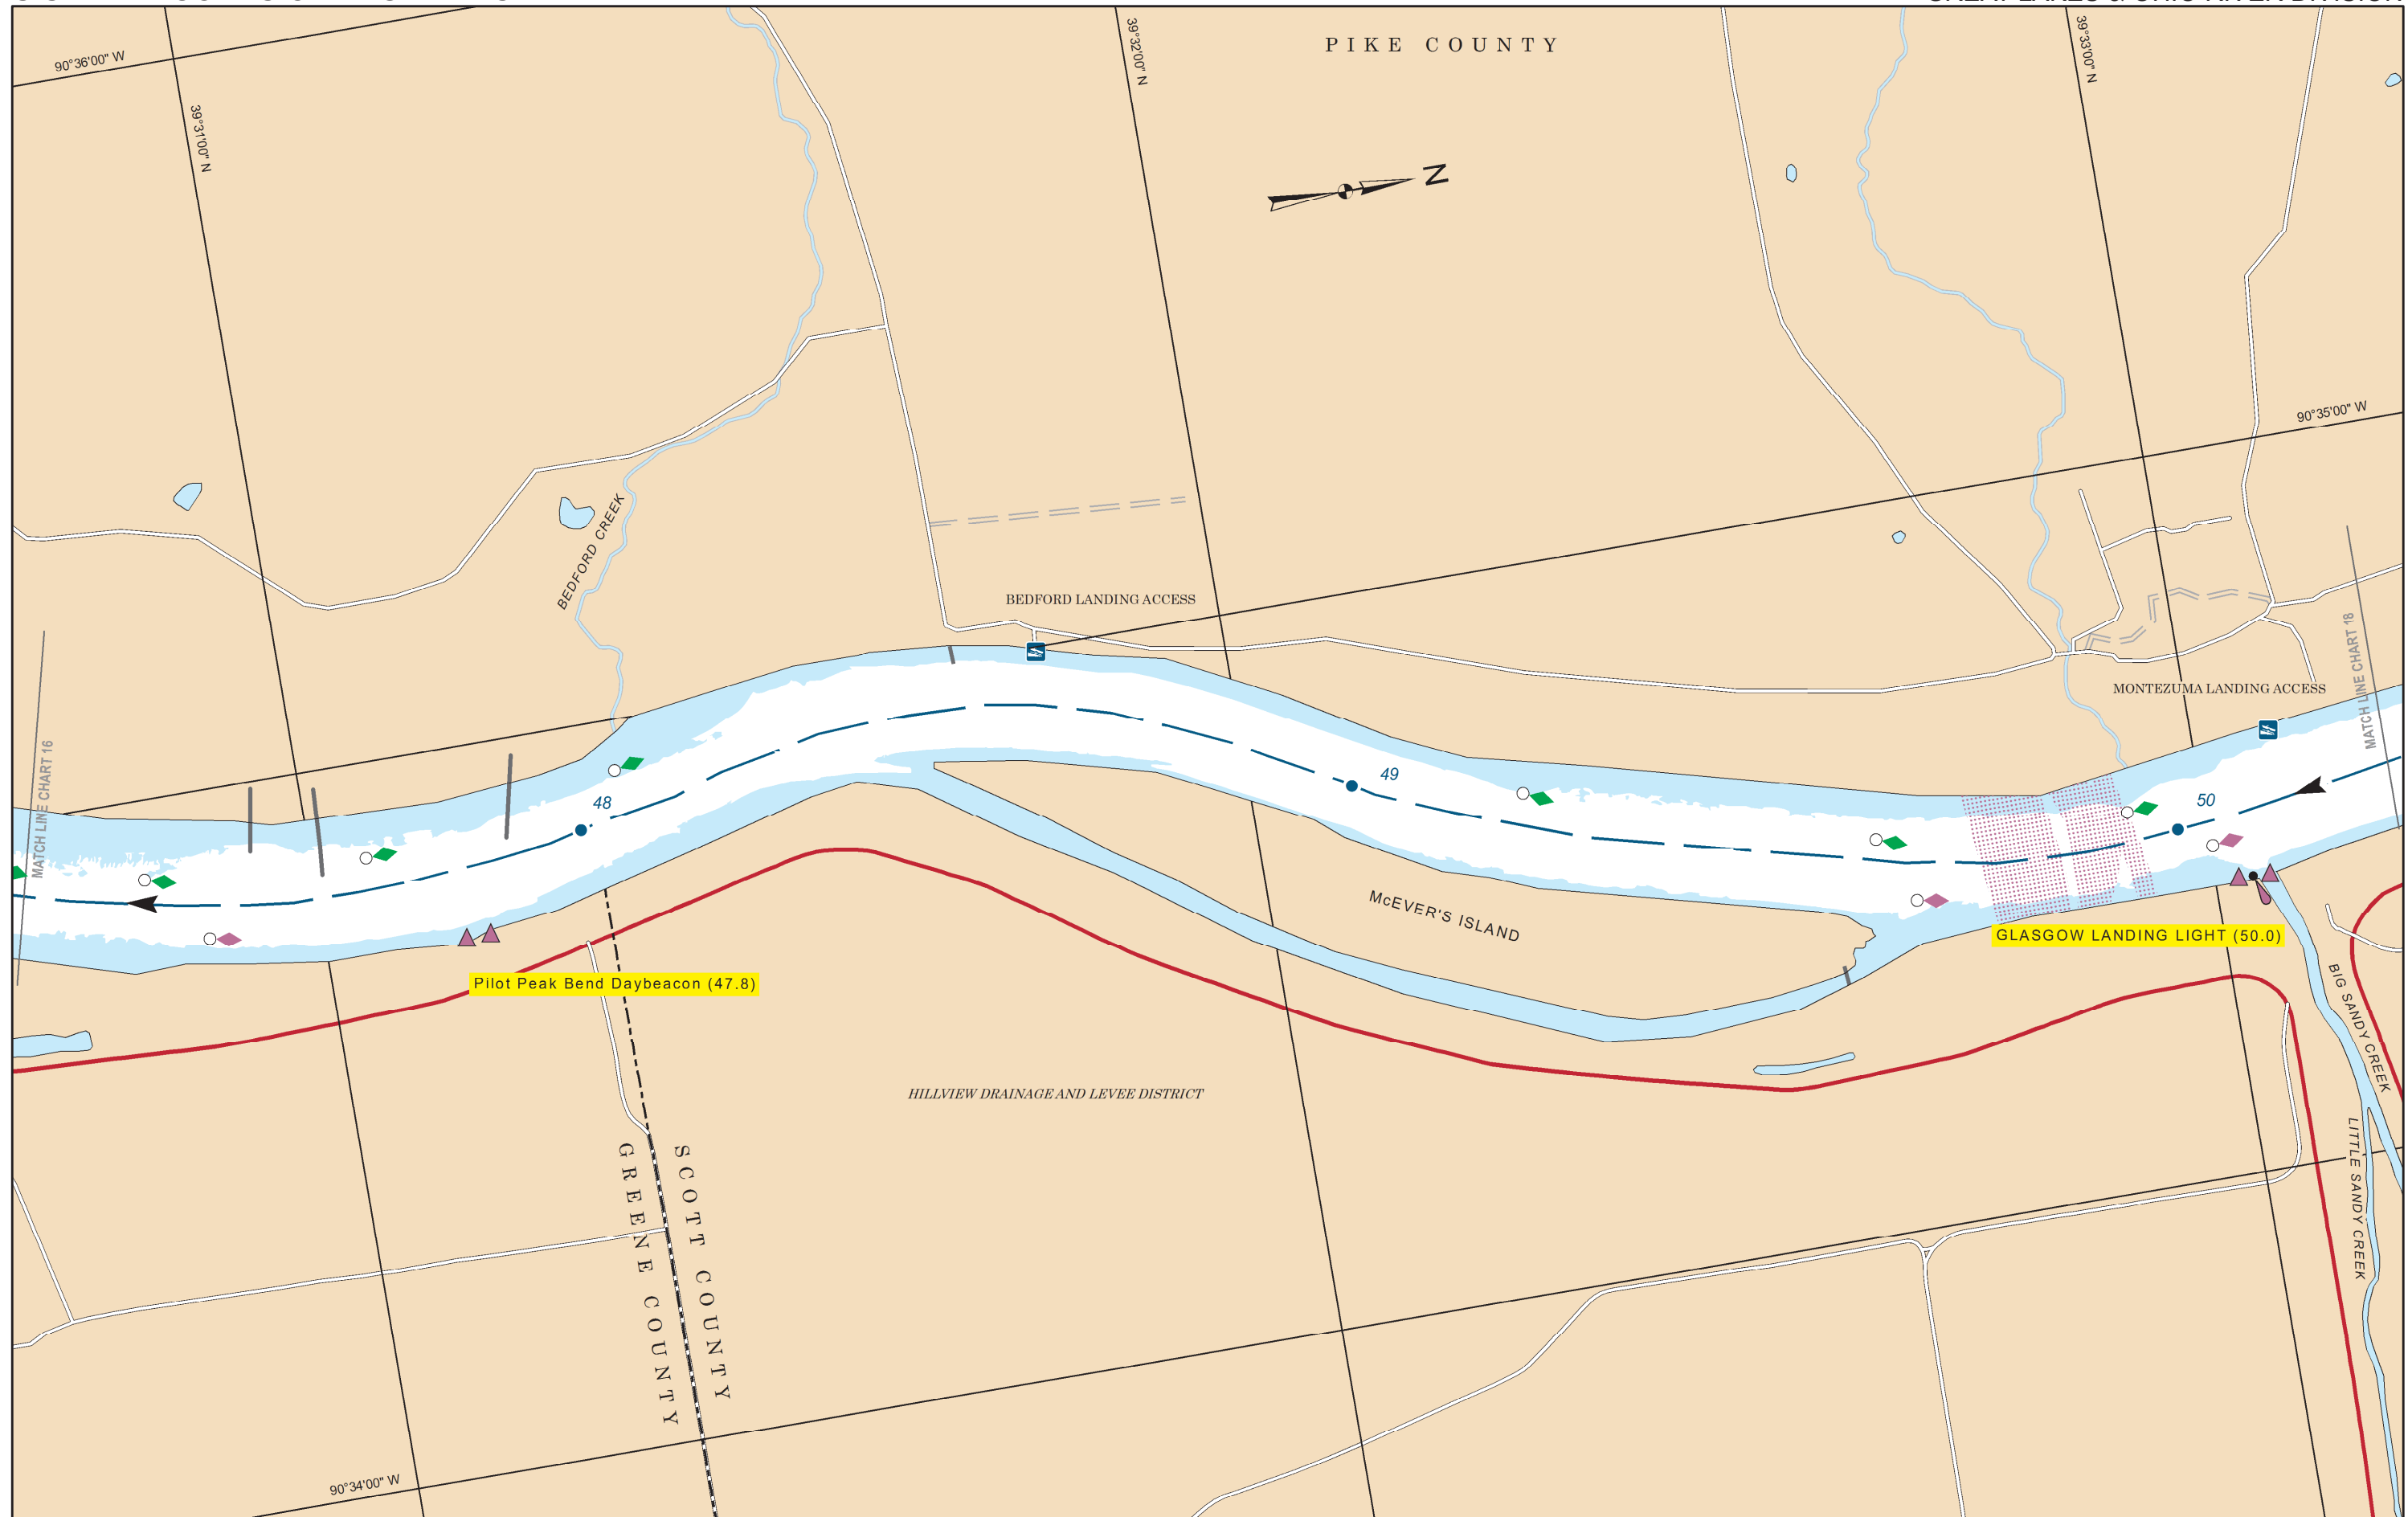 PIKE COUNTY
90°36'00" W
39°31'00" N
39°32'00" N
39°33'00" N
N
90°35'00" W
BEDFORD CREEK
BEDFORD LANDING ACCESS
MONTEZUMA LANDING ACCESS
MATCH LINE CHART 16
MATCH LINE CHART 18
48
49
50
McEVER'S ISLAND
GLASGOW LANDING LIGHT (50.0)
Pilot Peak Bend Daybeacon (47.8)
BIG SANDY CREEK
HILLVIEW DRAINAGE AND LEVEE DISTRICT
LITTLE SANDY CREEK
SCOTT COUNTY
GREENE COUNTY
90°34'00" W